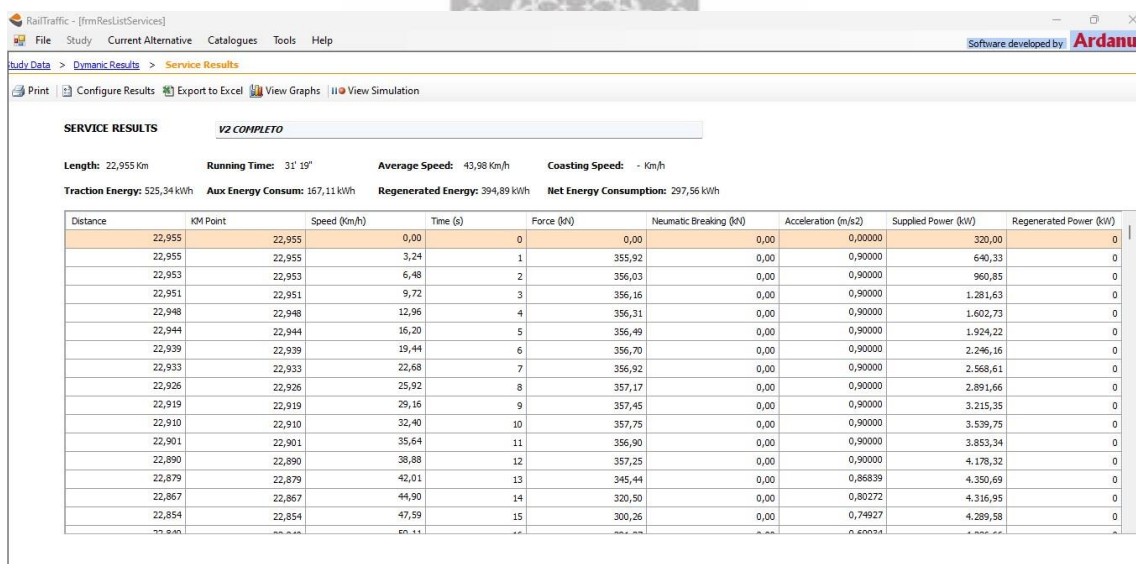 RailTraffic - [frmResListServices]
File Study Current Alternative Catalogues Tools Help Software developed by Ardanu
tudy Data > Dymanic Results > Service Results
Print Configure Results Export to Excel View Graphs View Simulation
SERVICE RESULTS V2 COMPLETO
Length: 22,955 Km Running Time: 31' 19" Average Speed: 43,98 Km/h Coasting Speed: - Km/h
Traction Energy: 525,34 kWh Aux Energy Consum: 167,11 kWh Regenerated Energy: 394,89 kWh Net Energy Consumption: 297,56 kWh
Distance KM Point Speed (Km/h) Time (s) Force (kN) Neumatic Breaking (kN) Acceleration (m/s2) Supplied Power (kW) Regenerated Power (kW)
22,955 22,955 0,00 0 0,00 0,00 0,00000 320,00 0
22,955 22,955 3,24 1 355,92 0,00 0,90000 640,33 0
22,953 22,953 6,48 2 356,03 0,00 0,90000 960,85 0
22,951 22,951 9,72 3 356,16 0,00 0,90000 1.281,63 0
22,948 22,948 12,96 4 356,31 0,00 0,90000 1.602,73 0
22,944 22,944 16,20 5 356,49 0,00 0,90000 1.924,22 0
22,939 22,939 19,44 6 356,70 0,00 0,90000 2.246,16 0
22,933 22,933 22,68 7 356,92 0,00 0,90000 2.568,61 0
22,926 22,926 25,92 8 357,17 0,00 0,90000 2.891,66 0
22,919 22,919 29,16 9 357,45 0,00 0,90000 3.215,35 0
22,910 22,910 32,40 10 357,75 0,00 0,90000 3.539,75 0
22,901 22,901 35,64 11 356,90 0,00 0,90000 3.853,34 0
22,890 22,890 38,88 12 357,25 0,00 0,90000 4.178,32 0
22,879 22,879 42,01 13 345,44 0,00 0,86839 4.350,69 0
22,867 22,867 44,90 14 320,50 0,00 0,80272 4.316,95 0
22,854 22,854 47,59 15 300,26 0,00 0,74927 4.289,58 0